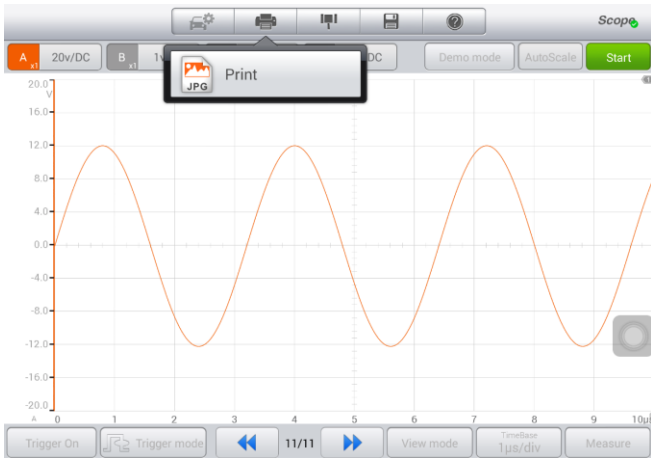 Scope
A x1 20v/DC B x1 1v DC Demo mode AutoScale Start
JPG Print
20.0
V
16.0
12.0
8.0
4.0
0.0
-4.0
-8.0
-12.0
-16.0
-20.0
A 0 1 2 3 4 5 6 7 8 9
Trigger On Trigger mode 11/11 View mode TimeBase 1µs/div Measure